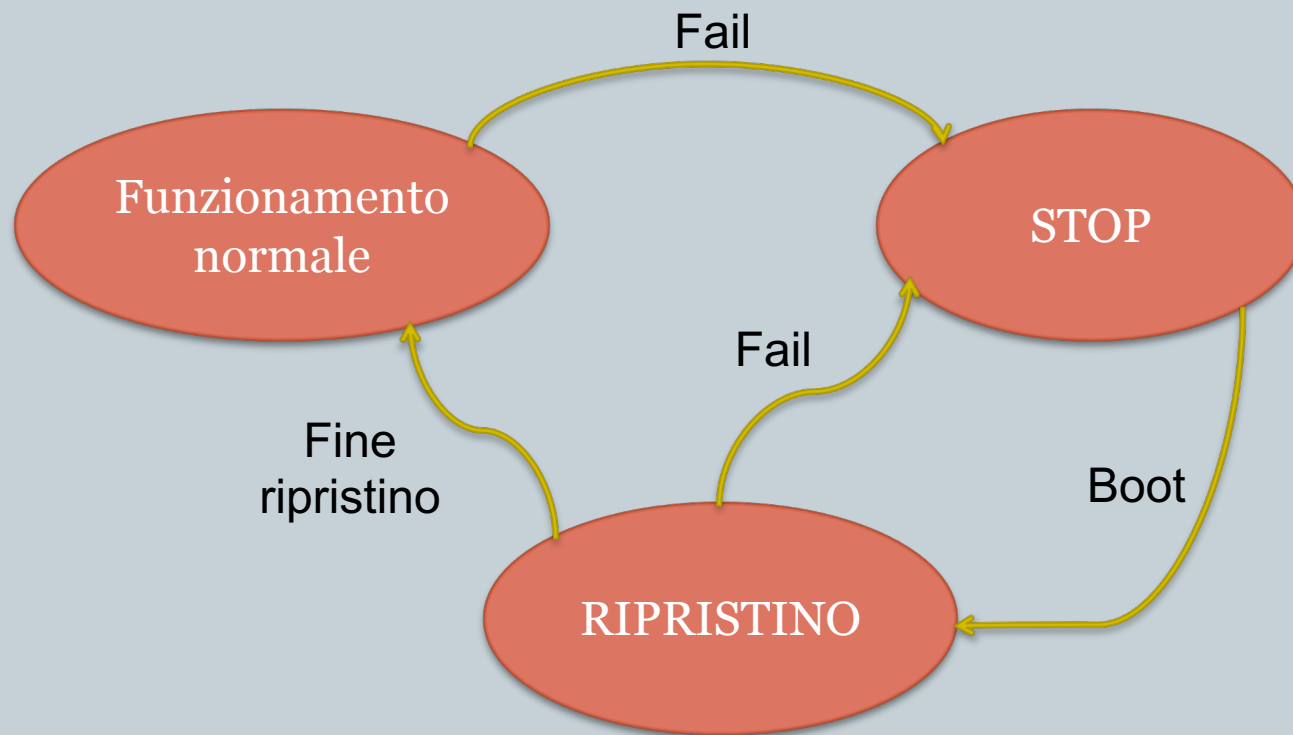 Fail
Funzionamento
normale
STOP
Fail
Fine
ripristino
Boot
RIPRISTINO